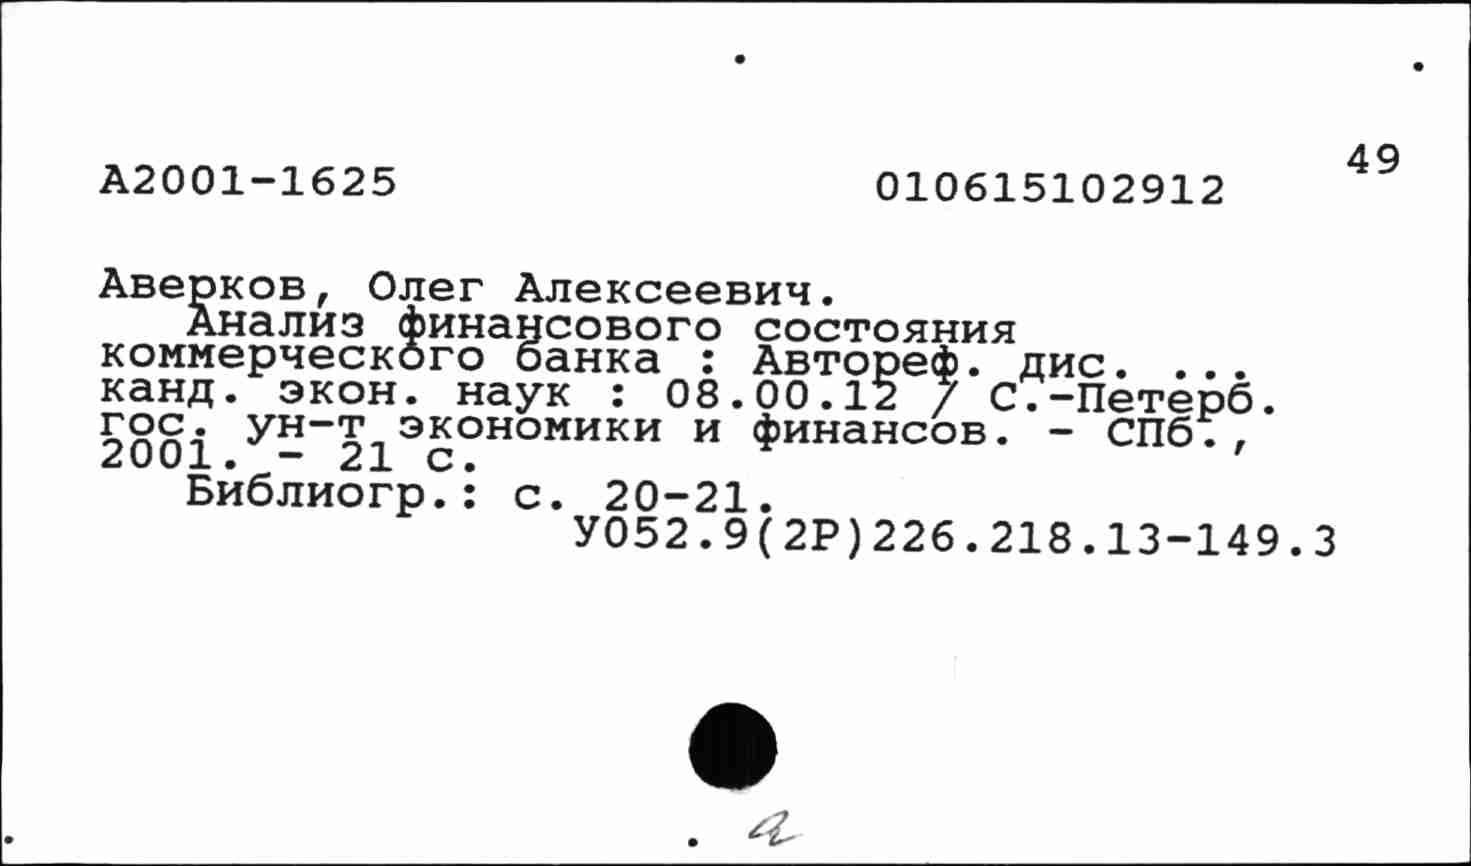 49
А2001-1625 010615102912
Аверков, Олег Алексеевич.
Анализ финансового состояния
коммерческого банка : Автореф. дис. ...
канд. экон. наук : 08.00.12 / С.-Петерб.
гос. ун-т экономики и финансов. - СПб.,
2001. - 21 с.
Библиогр.: с. 20-21.
У052.9(2Р)226.218.13-149.3
а